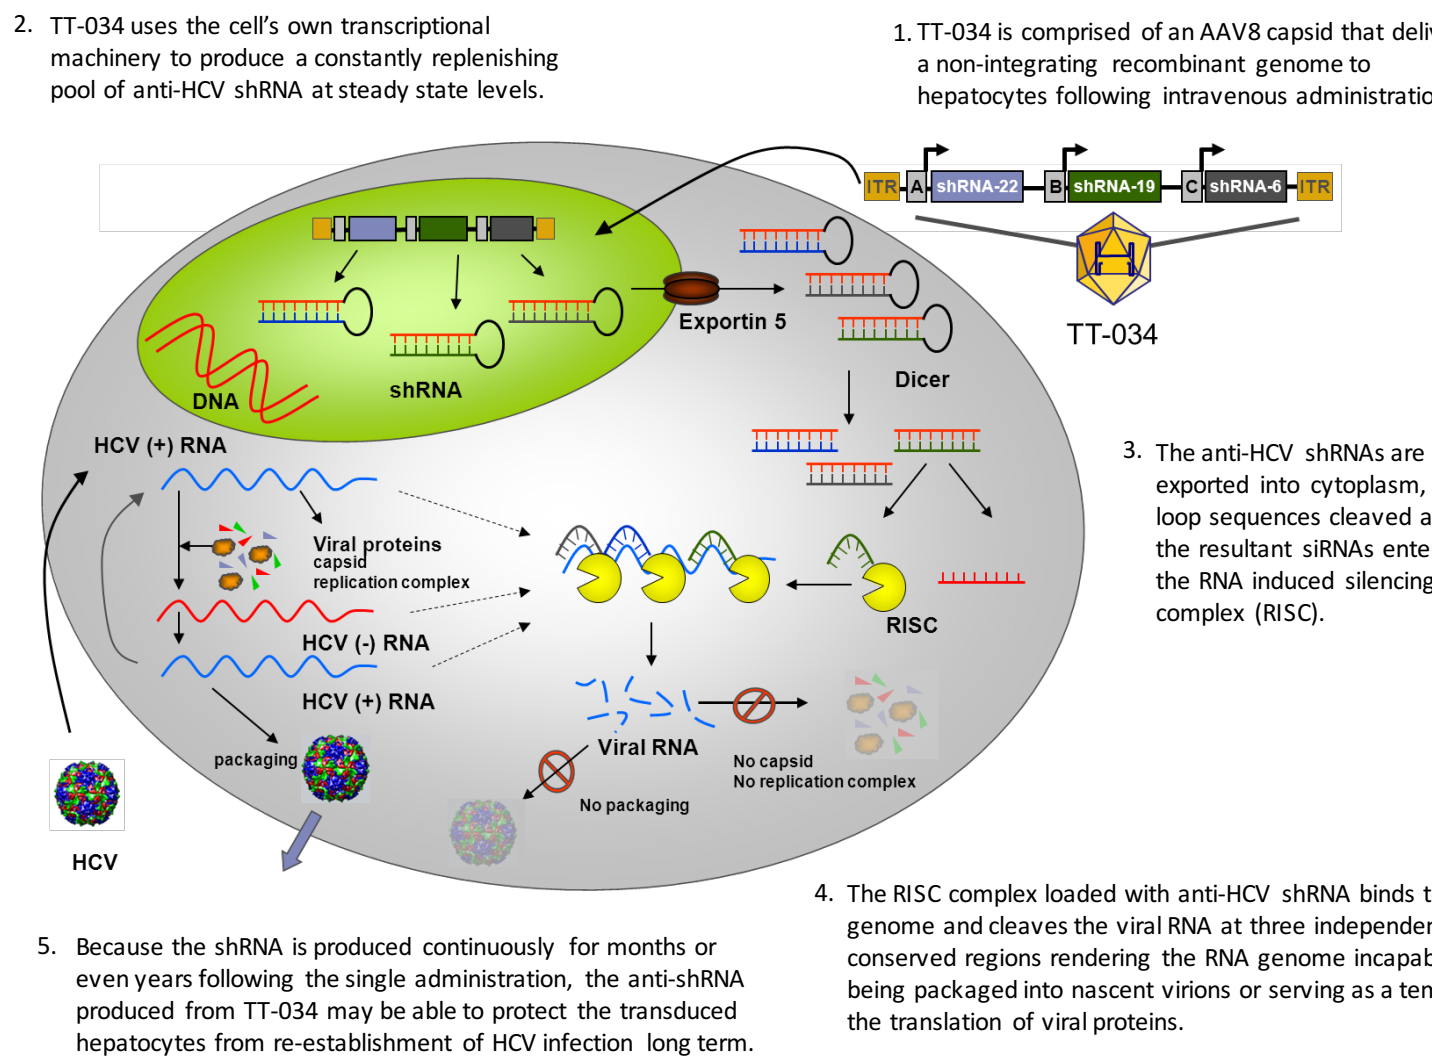 2. TT-034 uses the cell's own transcriptional
machinery to produce a constantly replenishing
pool of anti-HCV shRNA at steady state levels.
1. TT-034 is comprised of an AAV8 capsid that
a non-integrating recombinant genome to
hepatocytes following intravenous
ITR A shRNA-22 B shRNA-19 C shRNA-6 ITR
TT-034
Exportin 5
Dicer
shRNA
DNA
HCV (+) RNA
Viral proteins
capsid
replication complex
HCV (-) RNA
HCV (+) RNA
packaging
HCV
RISC
Viral RNA
No capsid
No replication complex
No packaging
3. The anti-HCV shRNAs are
exported into cytoplasm,
loop sequences cleaved
the resultant siRNAs
the RNA induced silencing
complex (RISC).
4. The RISC complex loaded with anti-HCV shRNA binds
genome and cleaves the viral RNA at three
conserved regions rendering the RNA genome
being packaged into nascent virions or serving as a
the translation of viral proteins.
5. Because the shRNA is produced continuously for months or
even years following the single administration, the anti-shRNA
produced from TT-034 may be able to protect the transduced
hepatocytes from re-establishment of HCV infection long term.